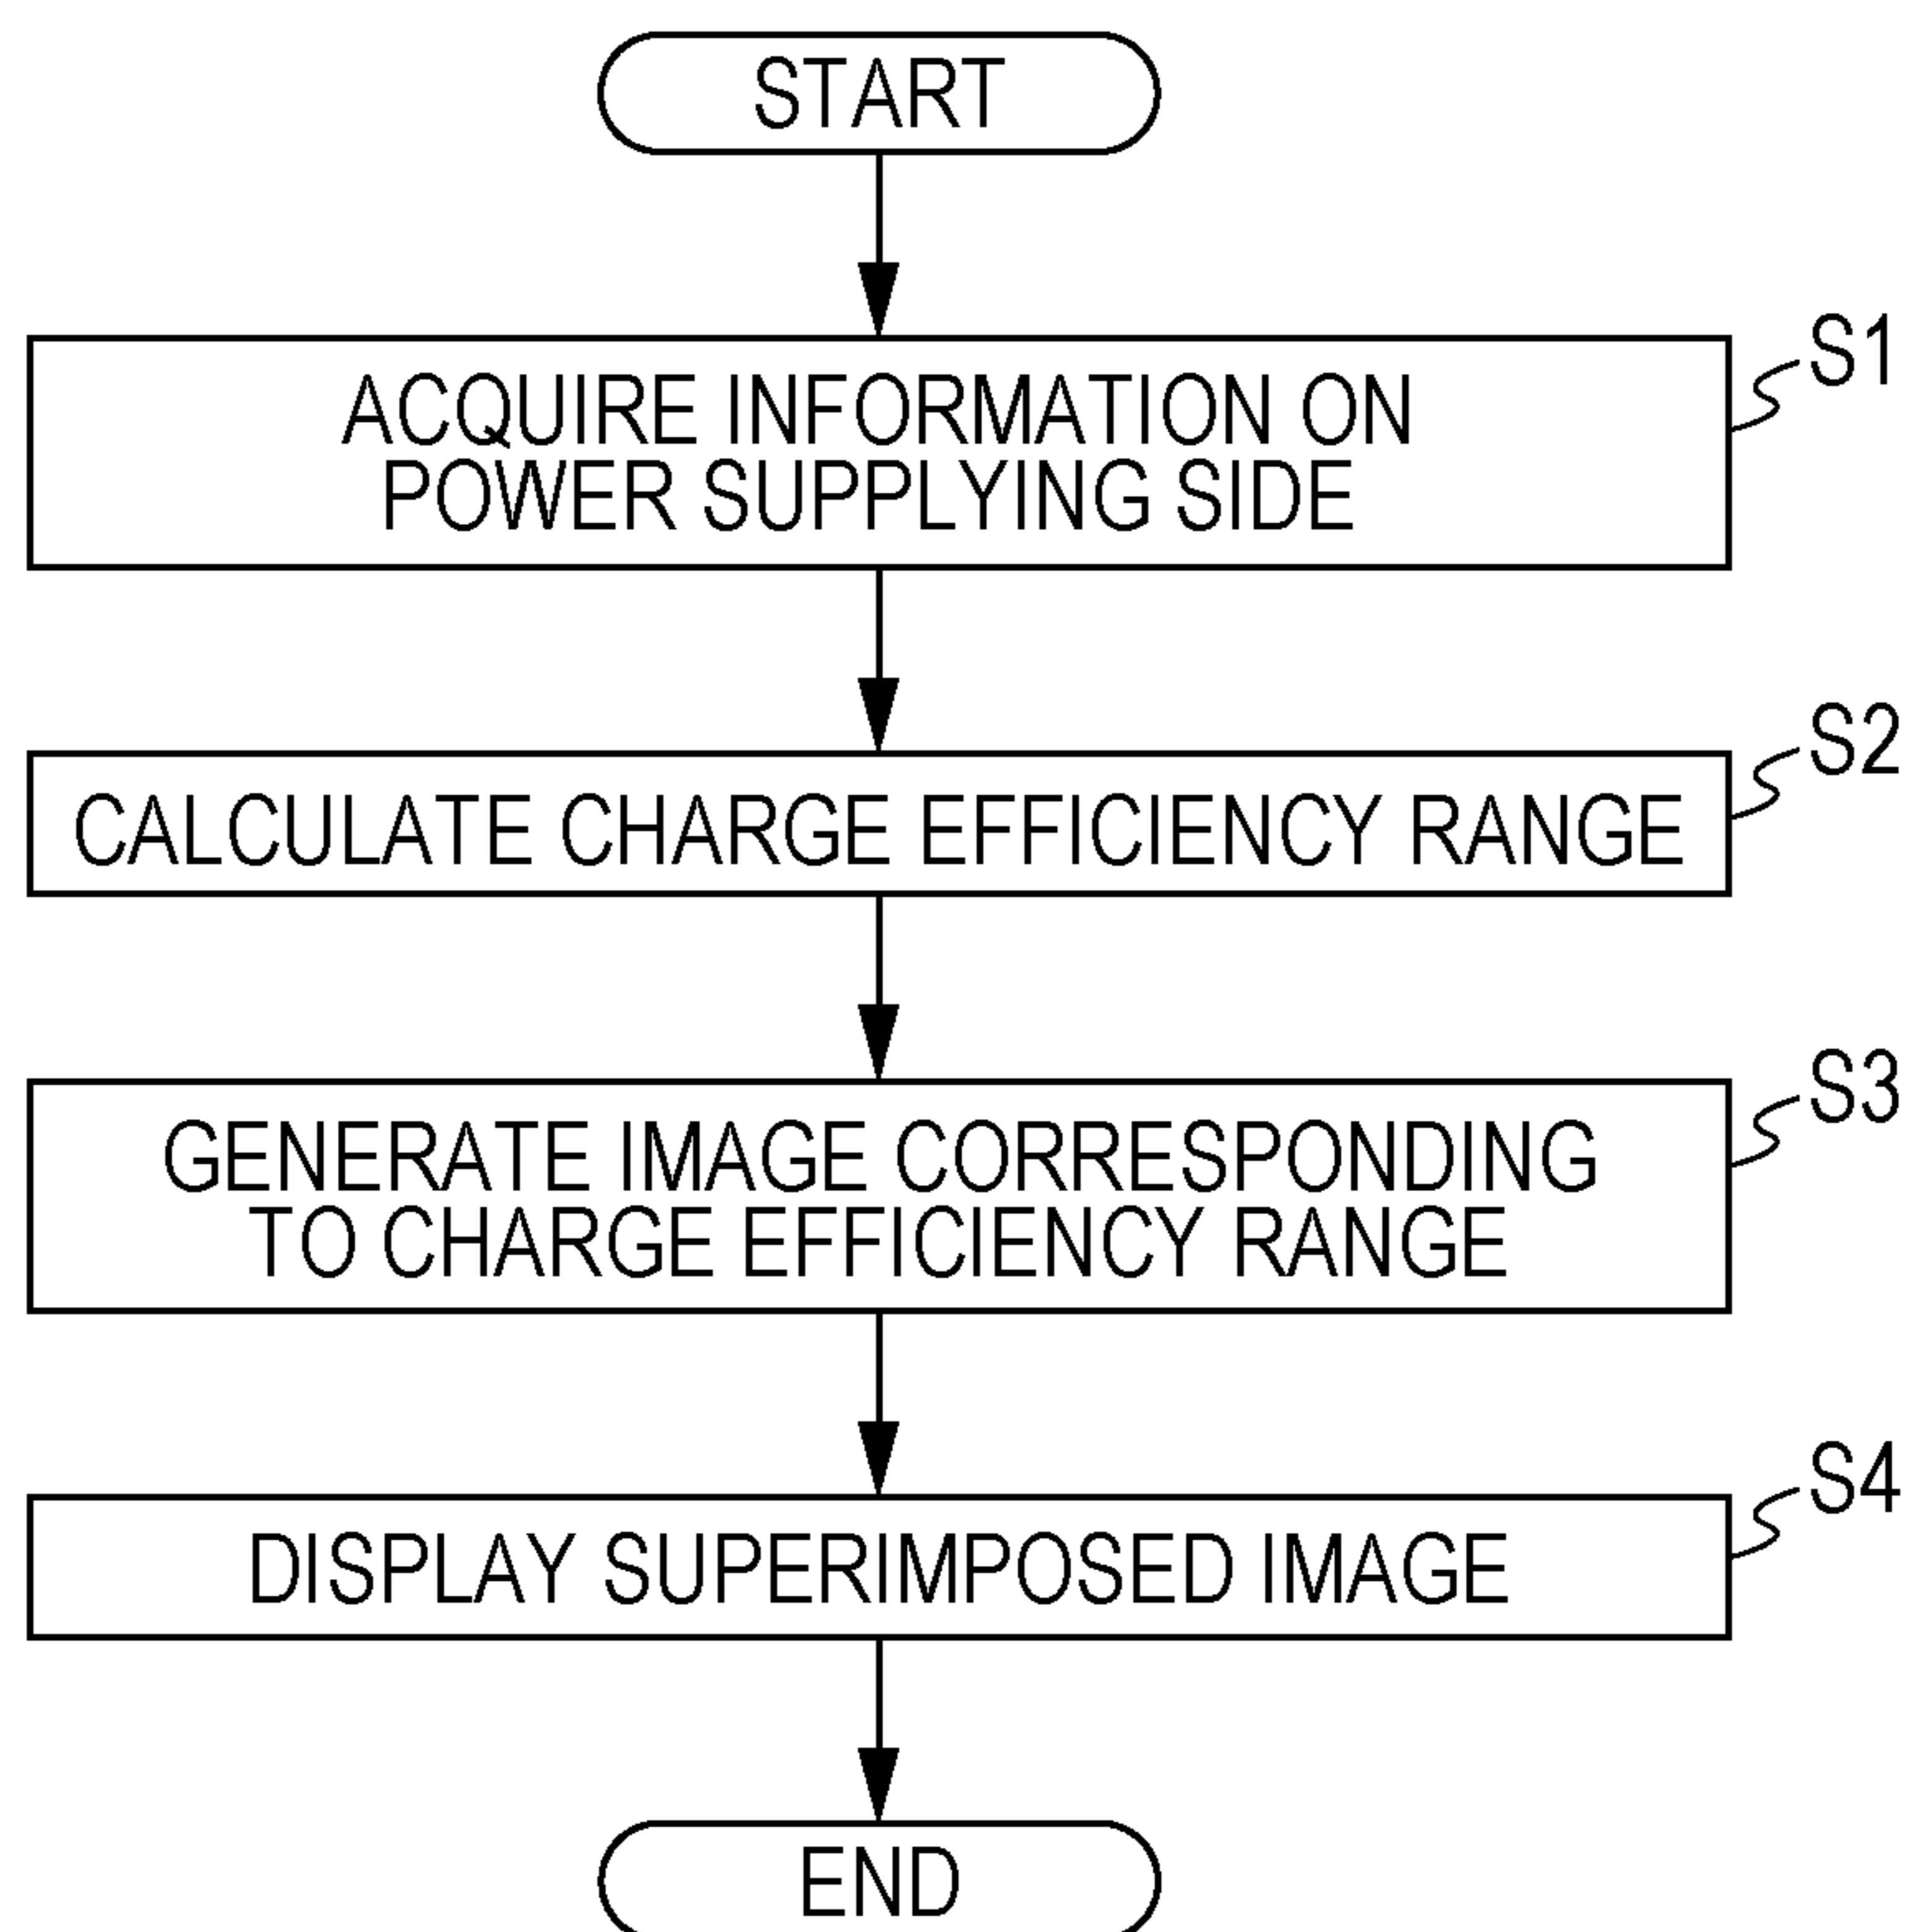 START
S1
ACQUIRE INFORMATION ON
POWER SUPPLYING SIDE
S2
CALCULATE CHARGE EFFICIENCY RANGE
S3
GENERATE IMAGE CORRESPONDING
TO CHARGE EFFICIENCY RANGE
S4
DISPLAY SUPERIMPOSED IMAGE
END